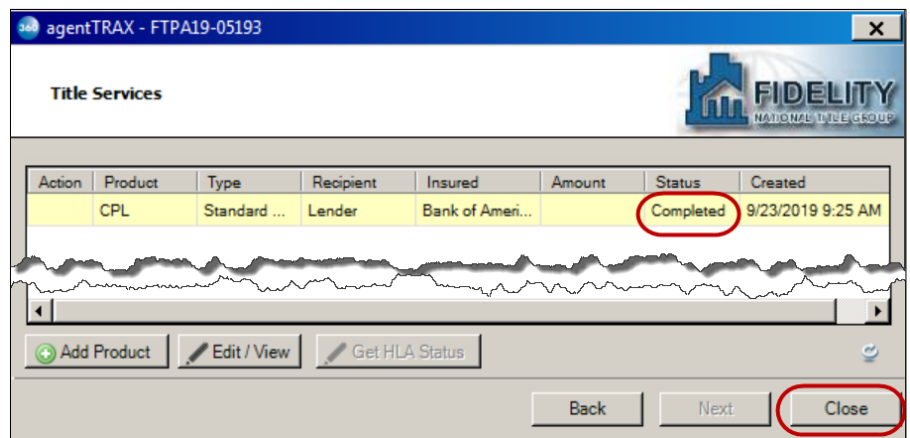 360 agentTRAX - FTPA19-05193
Title Services
FIDELITY
NATIONAL TITLE GROUP
Action Product Type Recipient Insured Amount Status Created
CPL Standard ... Lender Bank of Ameri... Completed 9/23/2019 9:25 AM
Add Product Edit / View Get HLA Status
Back Next Close